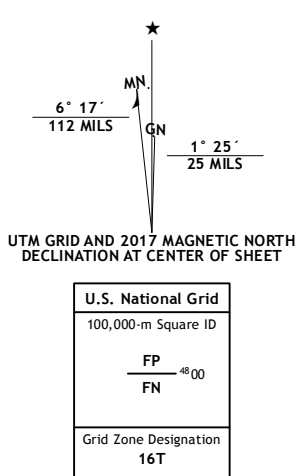 ★
MN.
GN
6° 17´
112 MILS
1° 25´
25 MILS
UTM GRID AND 2017 MAGNETIC NORTH
DECLINATION AT CENTER OF SHEET
U.S. National Grid
100,000-m Square ID
FP
4800
FN
Grid Zone Designation
16T